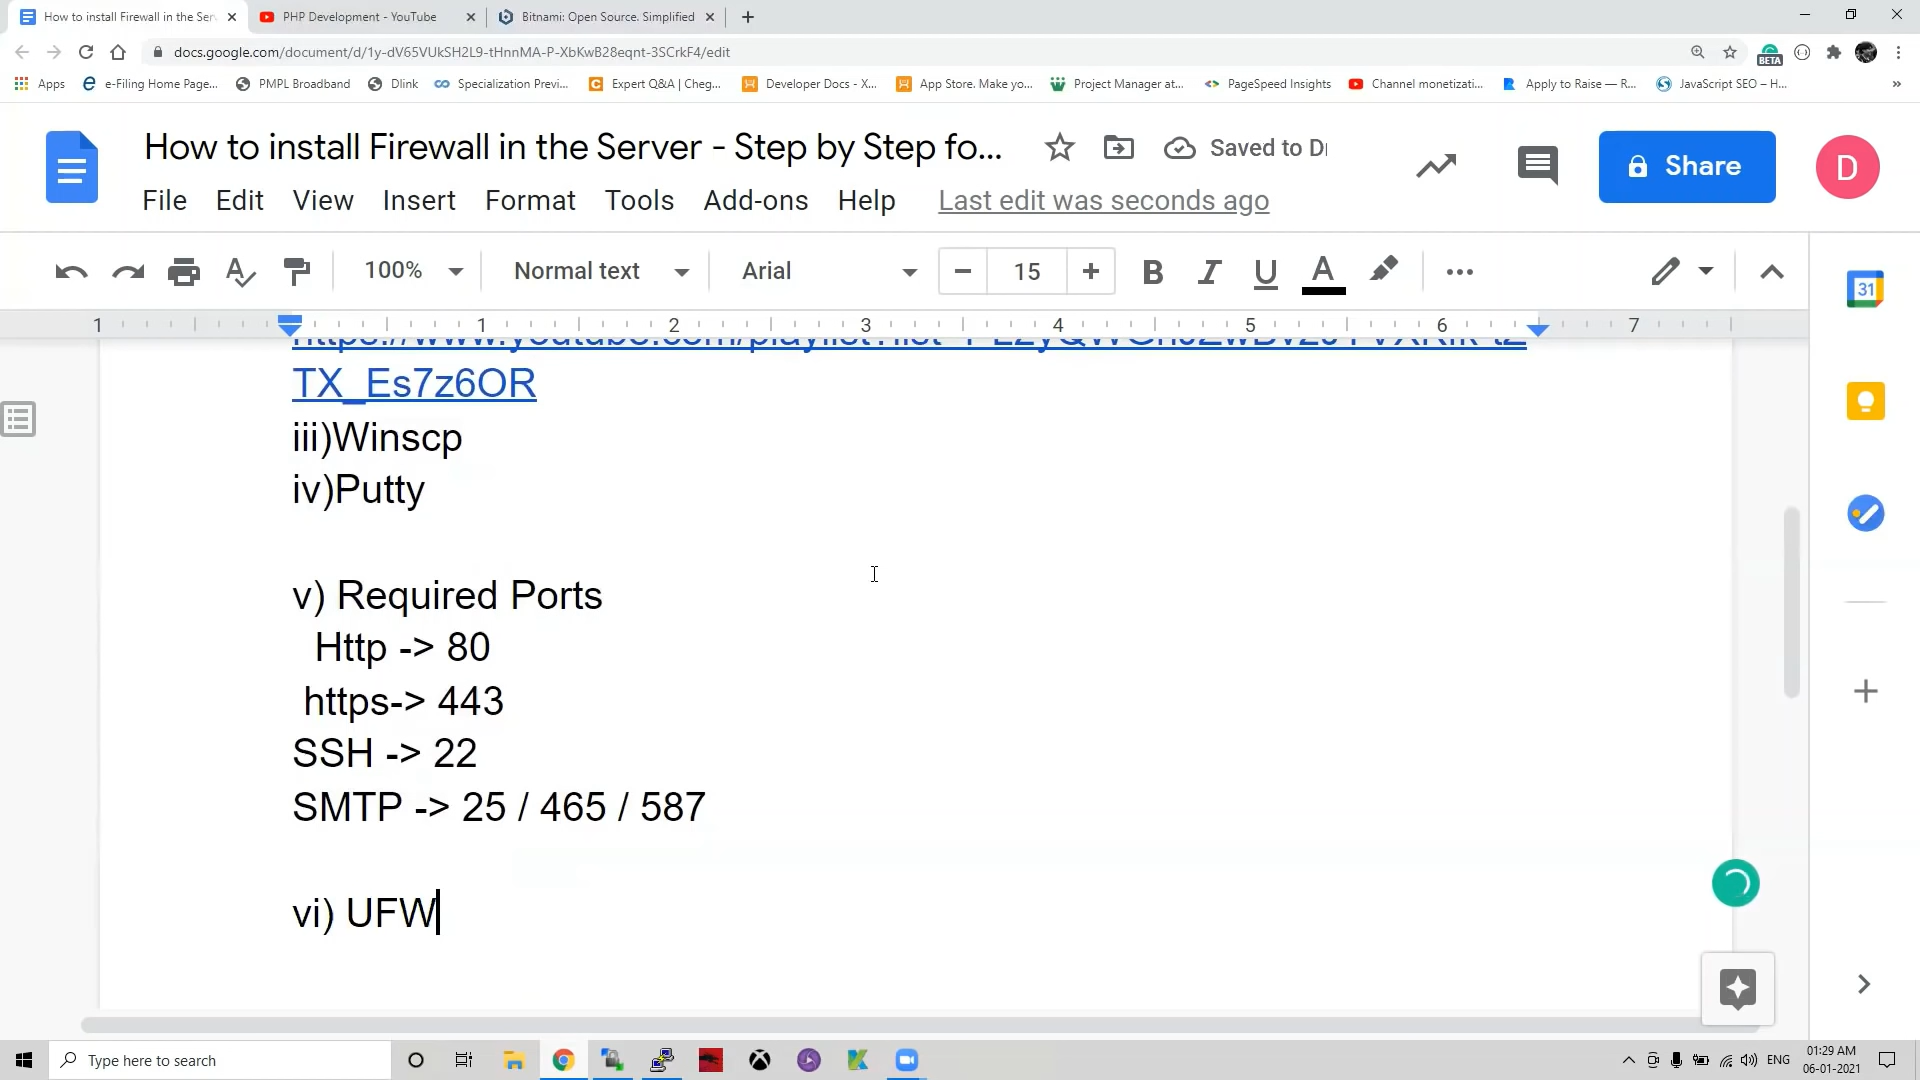 How to install Firewall in the Ser
PHP Development - YouTube
Bitnami: Open Source. Simplified
docs.google.com/document/d/1y-dV65VUkSH2L9-tHnnMA-P-XbKwB28eqnt-3SCrkF4/edit
BETA
Apps
e-Filing Home Page...
PMPL Broadband
Dlink
Specialization Previ...
Expert Q&A | Cheg...
Developer Docs - X...
App Store. Make yo...
Project Manager at...
PageSpeed Insights
Channel monetizati...
Apply to Raise — R...
JavaScript SEO – H...
How to install Firewall in the Server - Step by Step fo...
Saved to D
Share
D
File Edit View Insert Format Tools Add-ons Help Last edit was seconds ago
100% Normal text Arial 15 B I U A
31
1 1 2 3 4 5 6 7
TX_Es7z6OR
iii)Winscp
iv)Putty
v) Required Ports
Http -> 80
https-> 443
SSH -> 22
SMTP -> 25 / 465 / 587
vi) UFW
Type here to search
ENG
01:29 AM
06-01-2021